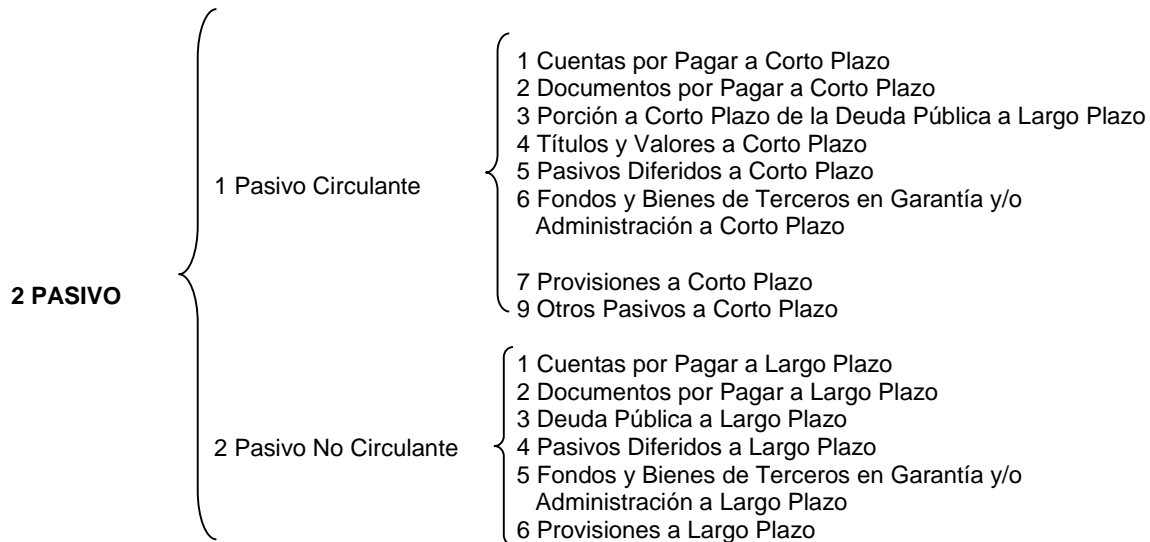 2 PASIVO
1 Pasivo Circulante
1 Cuentas por Pagar a Corto Plazo
2 Documentos por Pagar a Corto Plazo
3 Porción a Corto Plazo de la Deuda Pública a Largo Plazo
4 Títulos y Valores a Corto Plazo
5 Pasivos Diferidos a Corto Plazo
6 Fondos y Bienes de Terceros en Garantía y/o
Administración a Corto Plazo
7 Provisiones a Corto Plazo
9 Otros Pasivos a Corto Plazo
2 Pasivo No Circulante
1 Cuentas por Pagar a Largo Plazo
2 Documentos por Pagar a Largo Plazo
3 Deuda Pública a Largo Plazo
4 Pasivos Diferidos a Largo Plazo
5 Fondos y Bienes de Terceros en Garantía y/o
Administración a Largo Plazo
6 Provisiones a Largo Plazo